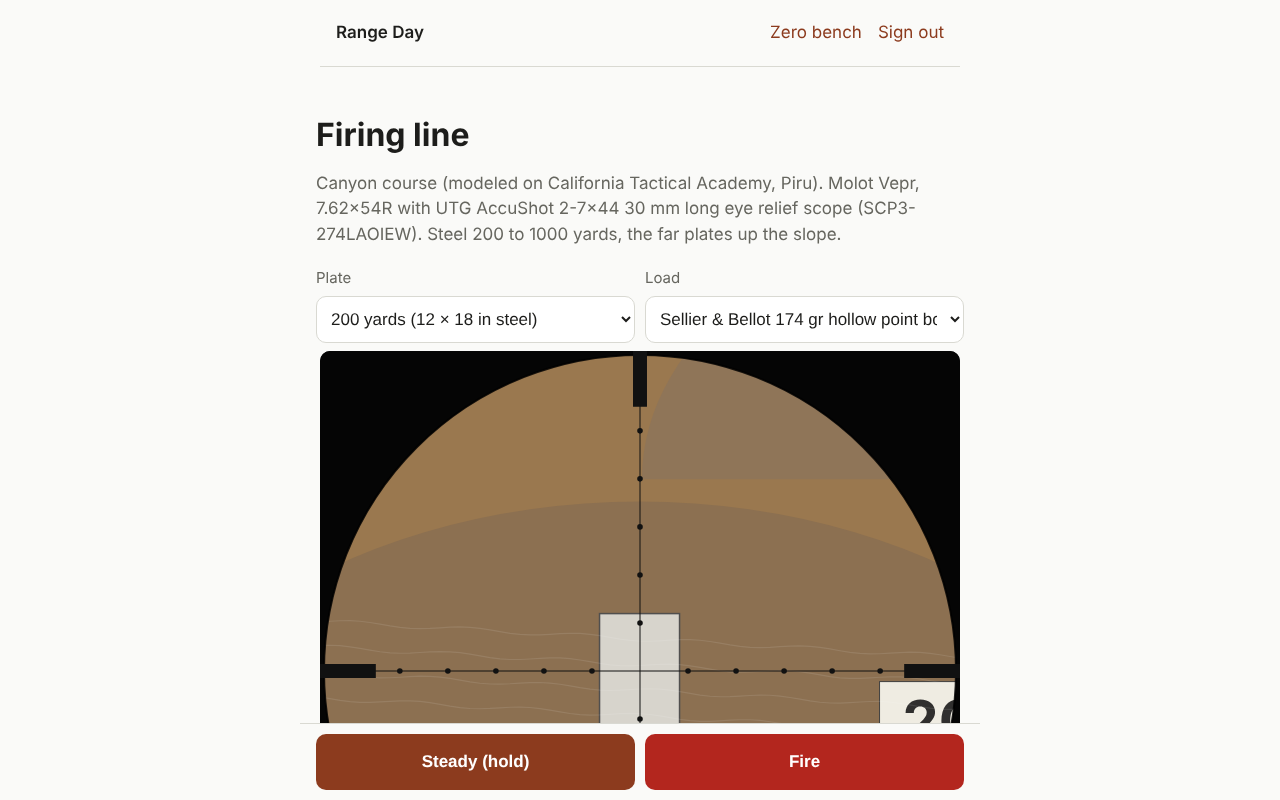 Range Day
Zero bench
Sign out
Firing line
Canyon course (modeled on California Tactical Academy, Piru). Molot Vepr,
7.62×54R with UTG AccuShot 2-7×44 30 mm long eye relief scope (SCP3-
274LAOIEW). Steel 200 to 1000 yards, the far plates up the slope.
Plate
Load
200 yards (12 × 18 in steel)
Sellier & Bellot 174 gr hollow point
Steady (hold)
Fire